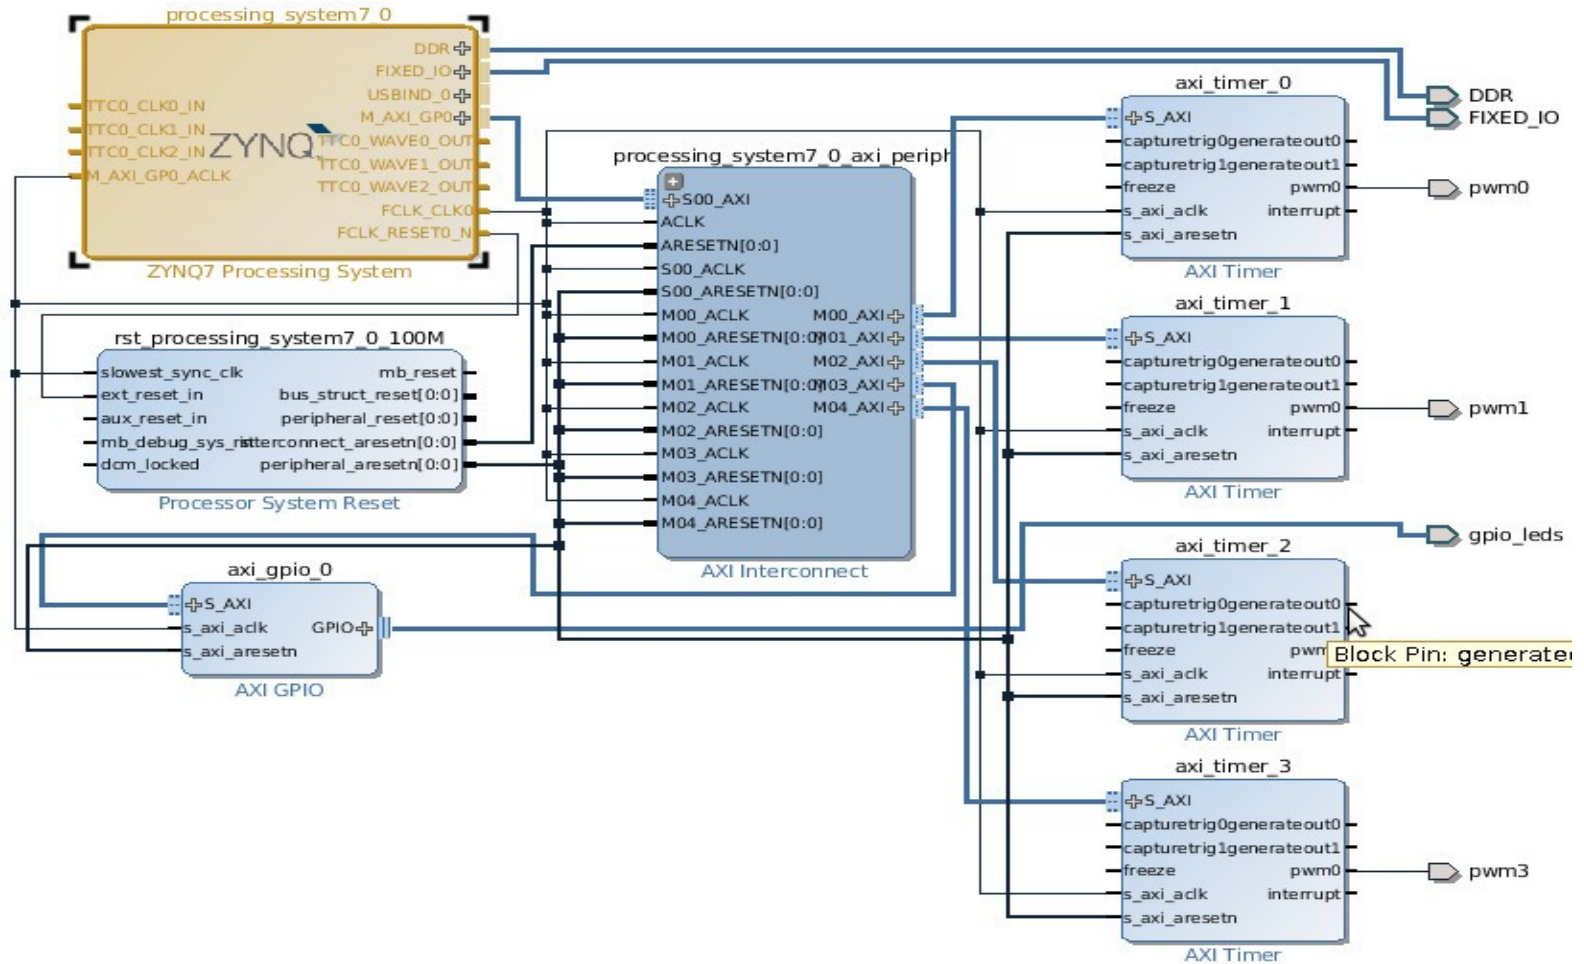 processing_system7_0
DDR
FIXED_IO
USBIND_0
M_AXI_GP0
TTC0_CLK0_IN
TTC0_CLK1_IN
TTC0_CLK2_IN
M_AXI_GP0_ACLK
ZYNQ
TTC0_WAVE0_OUT
TTC0_WAVE1_OUT
TTC0_WAVE2_OUT
FCLK_CLK0
FCLK_RESET0_N
ZYNQ7 Processing System
rst_processing_system7_0_100M
slowest_sync_clk
ext_reset_in
aux_reset_in
mb_debug_sys_rst
dcm_locked
mb_reset
bus_struct_reset[0:0]
peripheral_reset[0:0]
interconnect_aresetn[0:0]
peripheral_aresetn[0:0]
Processor System Reset
axi_gpio_0
S_AXI
s_axi_aclk
s_axi_aresetn
GPIO
AXI GPIO
processing_system7_0_axi_periph
S00_AXI
ACLK
ARESETN[0:0]
S00_ACLK
S00_ARESETN[0:0]
M00_ACLK
M00_ARESETN[0:0]
M01_ACLK
M01_ARESETN[0:0]
M02_ACLK
M02_ARESETN[0:0]
M03_ACLK
M03_ARESETN[0:0]
M04_ACLK
M04_ARESETN[0:0]
M00_AXI
M01_AXI
M02_AXI
M03_AXI
M04_AXI
AXI Interconnect
axi_timer_0
S_AXI
capturetrig0
capturetrig1
freeze
s_axi_aclk
s_axi_aresetn
generateout0
generateout1
pwm0
interrupt
AXI Timer
axi_timer_1
S_AXI
capturetrig0
capturetrig1
freeze
s_axi_aclk
s_axi_aresetn
generateout0
generateout1
pwm0
interrupt
AXI Timer
axi_timer_2
S_AXI
capturetrig0
capturetrig1
freeze
s_axi_aclk
s_axi_aresetn
generateout0
generateout1
pwm
interrupt
AXI Timer
Block Pin: generate
axi_timer_3
S_AXI
capturetrig0
capturetrig1
freeze
s_axi_aclk
s_axi_aresetn
generateout0
generateout1
pwm0
interrupt
AXI Timer
DDR
FIXED_IO
pwm0
pwm1
gpio_leds
pwm3